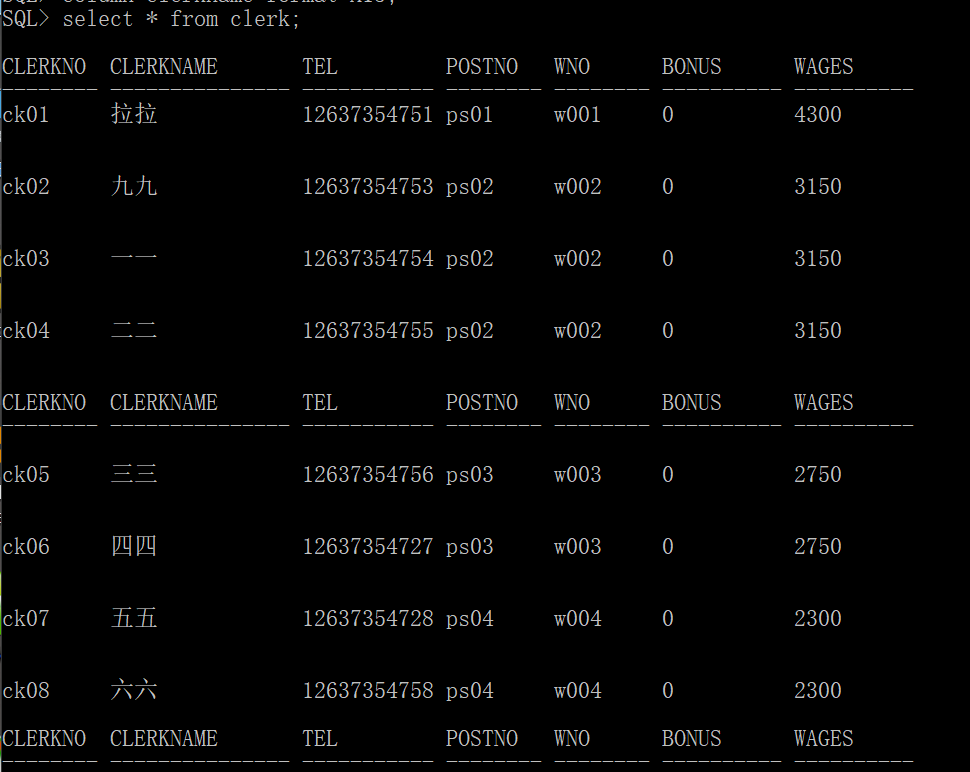 SQL> select * from clerk;
CLERKNO CLERKNAME TEL POSTNO WNO BONUS WAGES
-------- --------------- ----------- -------- -------- ---------- ----------
ck01 拉拉 12637354751 ps01 w001 0 4300
ck02 九九 12637354753 ps02 w002 0 3150
ck03 一一 12637354754 ps02 w002 0 3150
ck04 二二 12637354755 ps02 w002 0 3150
CLERKNO CLERKNAME TEL POSTNO WNO BONUS WAGES
-------- --------------- ----------- -------- -------- ---------- ----------
ck05 三三 12637354756 ps03 w003 0 2750
ck06 四四 12637354727 ps03 w003 0 2750
ck07 五五 12637354728 ps04 w004 0 2300
ck08 六六 12637354758 ps04 w004 0 2300
CLERKNO CLERKNAME TEL POSTNO WNO BONUS WAGES
-------- --------------- ----------- -------- -------- ---------- ----------